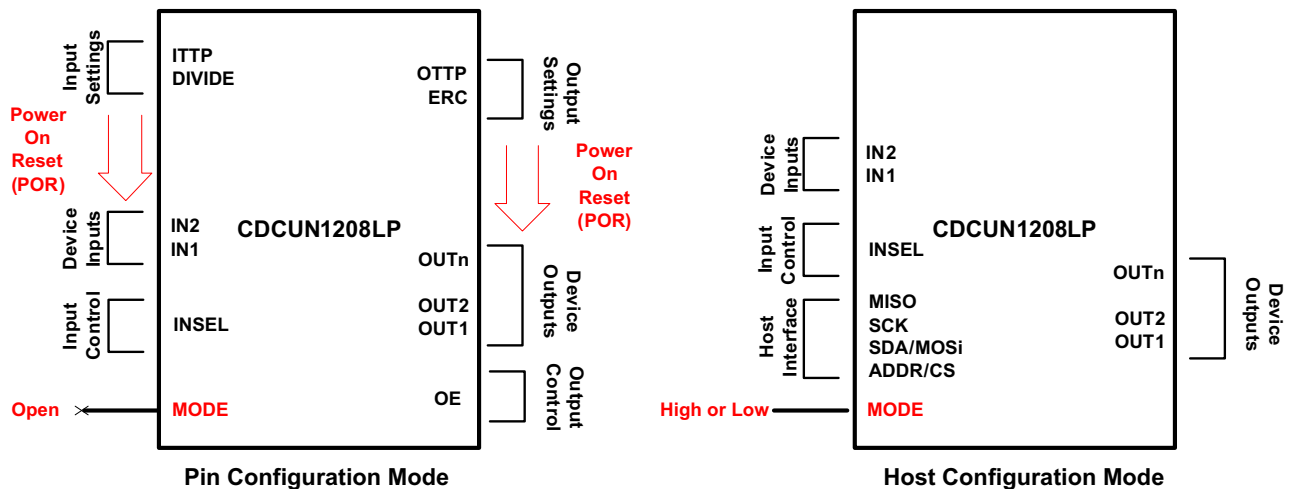 Input
Settings
ITTP
DIVIDE
Power
On
Reset
(POR)
Device
Inputs
IN2
IN1
Input
Control
INSEL
Open
MODE
CDCUN1208LP
OTTP
ERC
Output
Settings
Power
On
Reset
(POR)
OUTn
OUT2
OUT1
Device
Outputs
OE
Output
Control
Pin Configuration Mode
Device
Inputs
IN2
IN1
Input
Control
INSEL
Host
Interface
MISO
SCK
SDA/MOSi
ADDR/CS
High or Low
MODE
CDCUN1208LP
OUTn
OUT2
OUT1
Device
Outputs
Host Configuration Mode